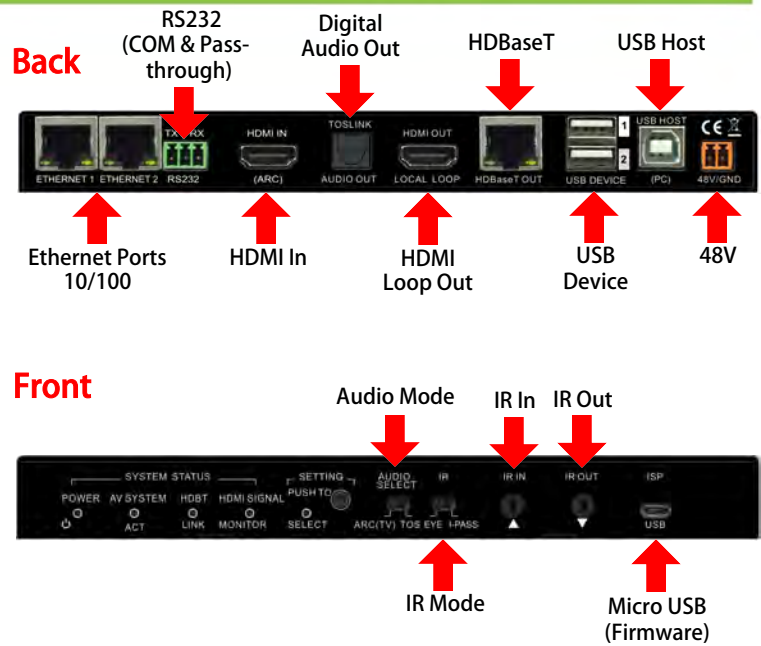 RS232
(COM & Pass-
through)
Digital
Audio Out
HDBaseT
USB Host
Back
TX RX
HDMI IN
TOSLINK
HDMI OUT
1
USB HOST
CE
2
ETHERNET 1 ETHERNET 2 RS232
(ARC)
AUDIO OUT
LOCAL LOOP
HDBaseT OUT
USB DEVICE
(PC)
48V/GND
Ethernet Ports
10/100
HDMI In
HDMI
Loop Out
USB
Device
48V
Front
Audio Mode
IR In
IR Out
SYSTEM STATUS
SETTING
AUDIO
SELECT
IR
IR IN
IR OUT
ISP
POWER
AV SYSTEM
HDBT
HDMI SIGNAL
PUSH TO
ACT
LINK
MONITOR
SELECT
ARC(TV) TOS
EYE I-PASS
USB
IR Mode
Micro USB
(Firmware)